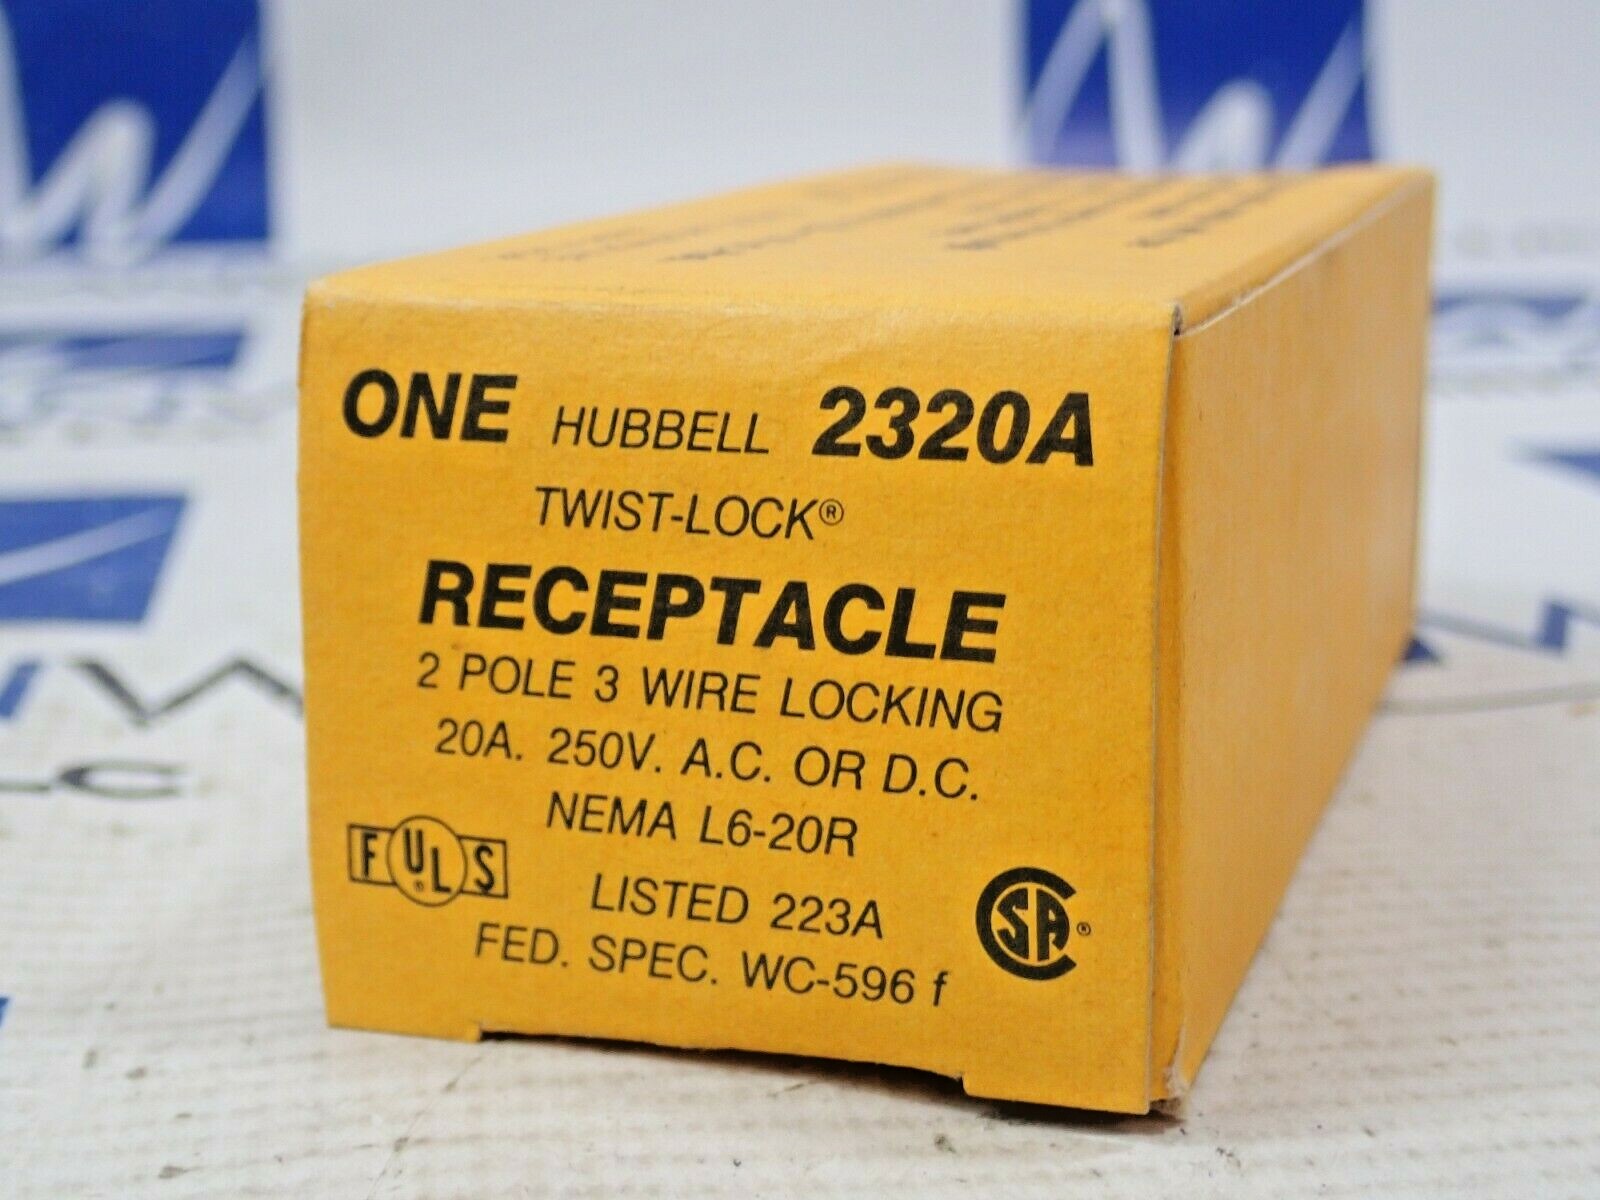 ONE HUBBELL 2320A
TWIST-LOCK®
RECEPTACLE
2 POLE 3 WIRE LOCKING
20A. 250V. A.C. OR D.C.
NEMA L6-20R
F UL® S
LISTED 223A
FED. SPEC. WC-596 f
CSA®